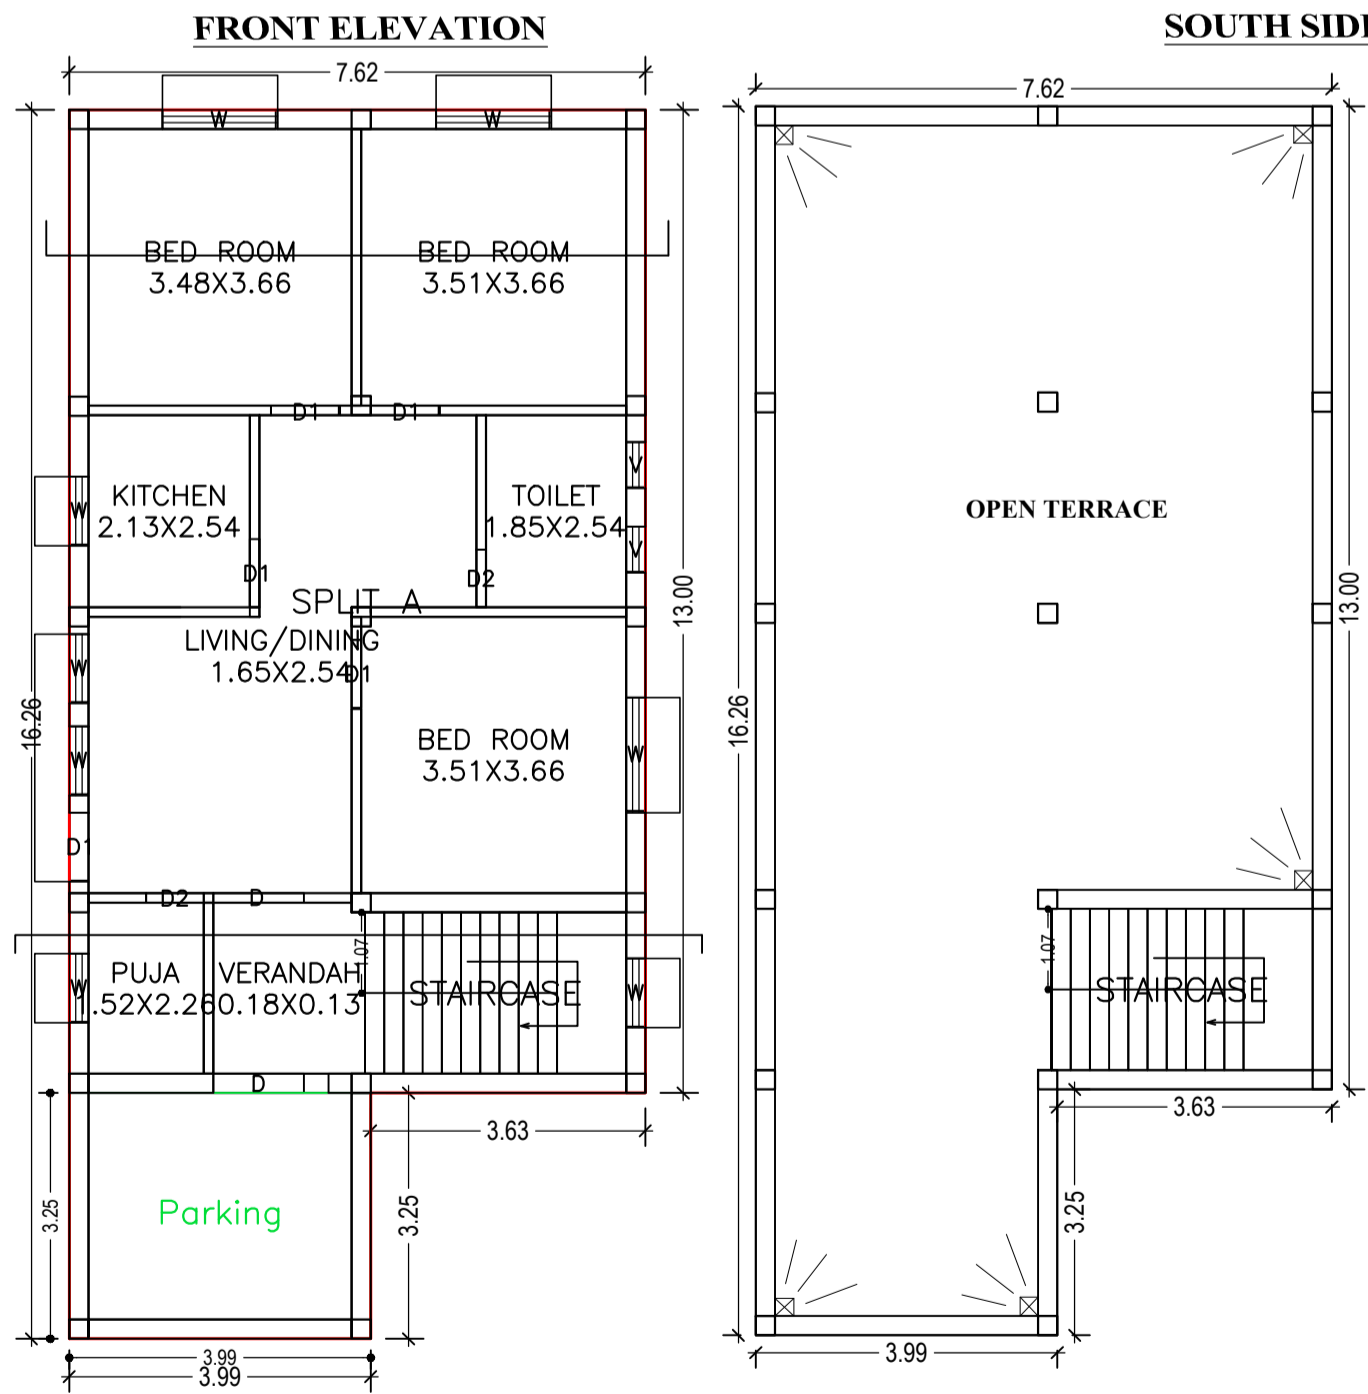 FRONT ELEVATION
SOUTH SIDE
7.62
7.62
W
W
BED ROOM
3.48X3.66
BED ROOM
3.51X3.66
D1
D1
KITCHEN
2.13X2.54
W
TOILET
1.85X2.54
V
V
OPEN TERRACE
D1
D2
SPLIT A
LIVING/DINING
1.65X2.54
D1
W
W
13.00
13.00
16.26
16.26
BED ROOM
3.51X3.66
W
D1
D2
D
PUJA
.52X2.26
W
VERANDAH
0.18X0.13
1.07
STAIRCASE
W
1.07
STAIRCASE
D
3.63
3.63
Parking
3.25
3.25
3.25
3.99
3.99
3.99